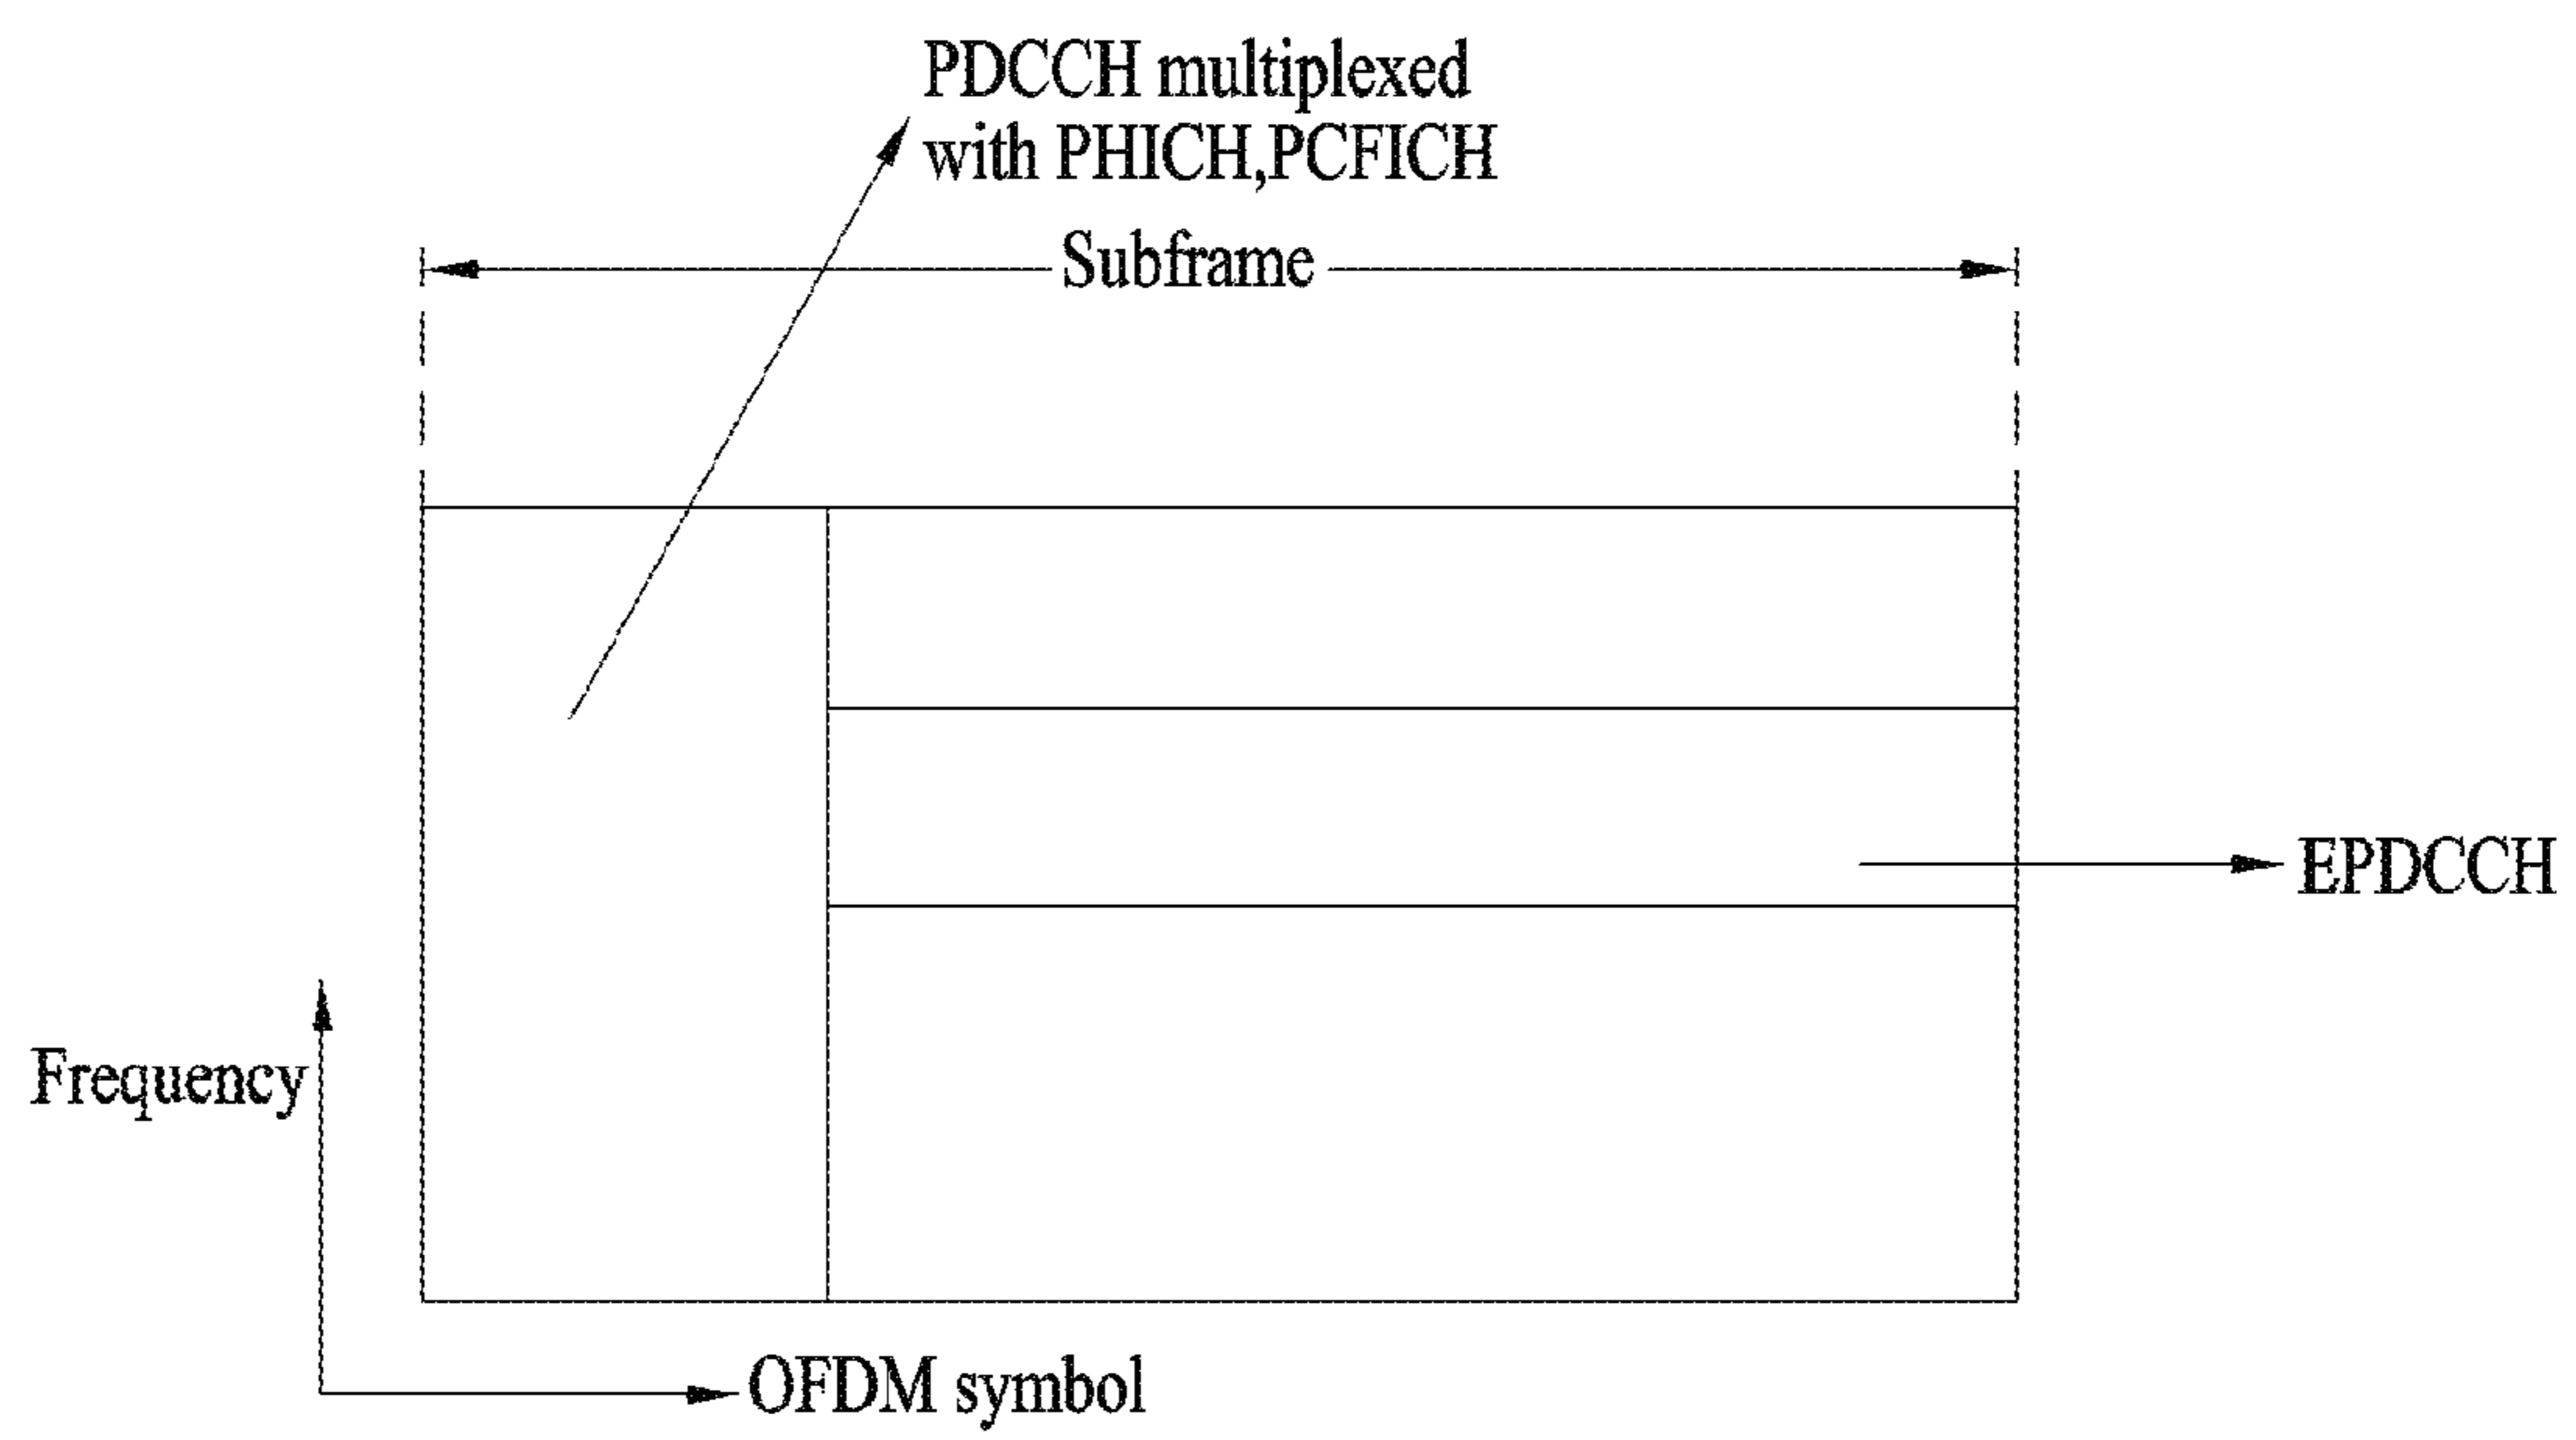 PDCCH multiplexed
with PHICH,PCFICH
Subframe
EPDCCH
Frequency
OFDM symbol